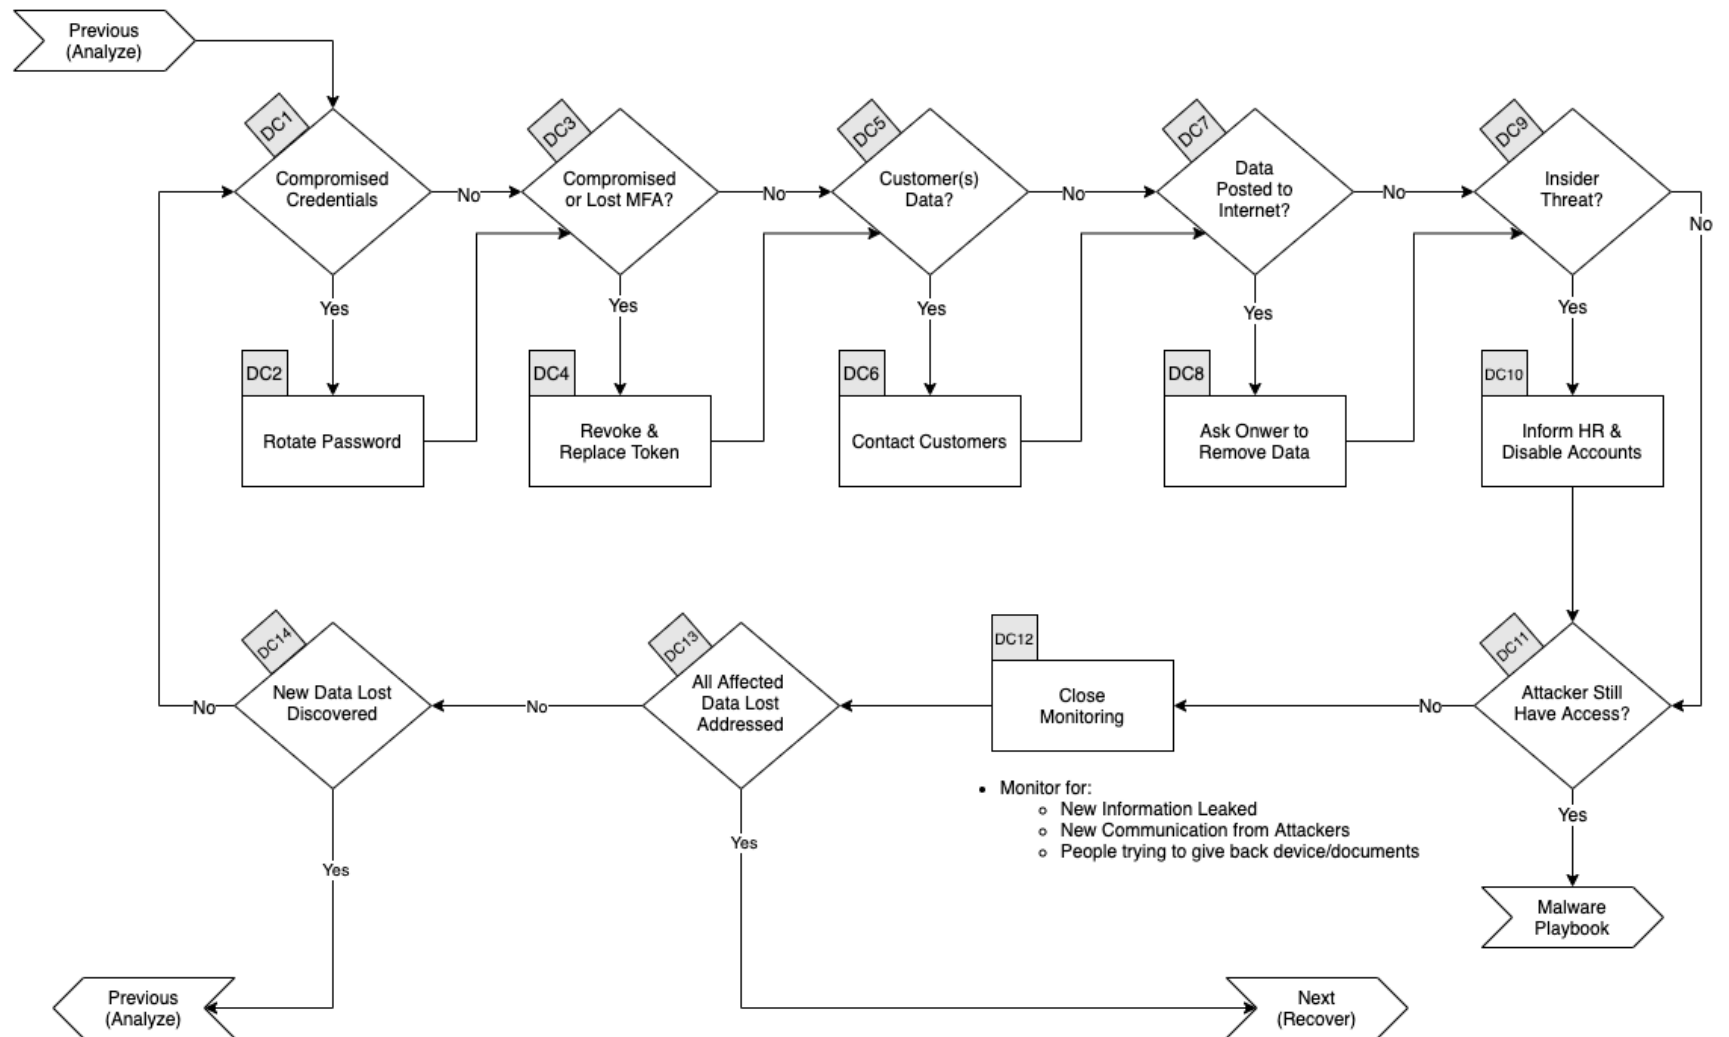 Previous
(Analyze)
DC1
Compromised
Credentials
No
DC3
Compromised
or Lost MFA?
No
DC5
Customer(s)
Data?
No
DC7
Data
Posted to
Internet?
No
DC9
Insider
Threat?
No
Yes
Yes
Yes
Yes
Yes
DC2
Rotate Password
DC4
Revoke &
Replace Token
DC6
Contact Customers
DC8
Ask Onwer to
Remove Data
DC10
Inform HR &
Disable Accounts
DC11
Attacker Still
Have Access?
No
Yes
Malware
Playbook
DC12
Close
Monitoring
• Monitor for:
○ New Information Leaked
○ New Communication from Attackers
○ People trying to give back device/documents
DC13
All Affected
Data Lost
Addressed
No
Yes
Next
(Recover)
DC14
New Data Lost
Discovered
No
Yes
Previous
(Analyze)